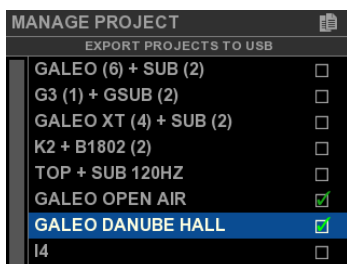 MANAGE PROJECT
EXPORT PROJECTS TO USB
GALEO (6) + SUB (2)
G3 (1) + GSUB (2)
GALEO XT (4) + SUB (2)
K2 + B1802 (2)
TOP + SUB 120HZ
GALEO OPEN AIR
GALEO DANUBE HALL
I4